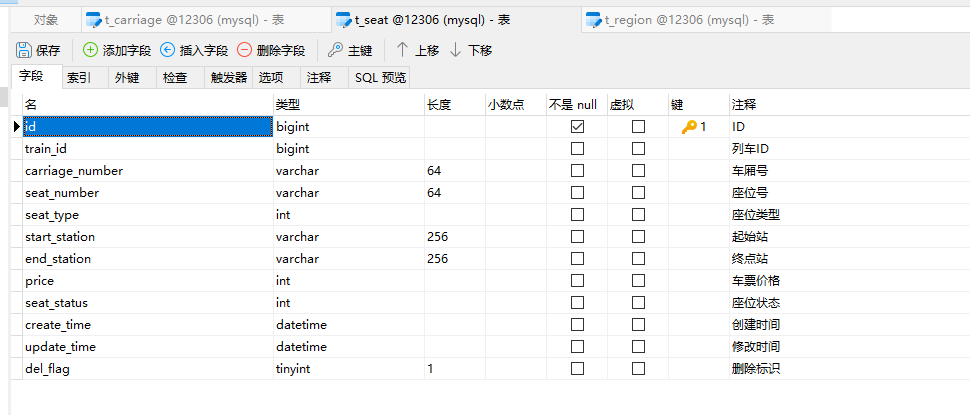 对象 t_carriage @12306 (mysql) - 表 t_seat @12306 (mysql) - 表 t_region @12306 (mysql) - 表
保存 添加字段 插入字段 删除字段 主键 上移 下移
字段 索引 外键 检查 触发器 选项 注释 SQL 预览
名 类型 长度 小数点 不是 null 虚拟 键 注释
id bigint 1 ID
train_id bigint 列车ID
carriage_number varchar 64 车厢号
seat_number varchar 64 座位号
seat_type int 座位类型
start_station varchar 256 起始站
end_station varchar 256 终点站
price int 车票价格
seat_status int 座位状态
create_time datetime 创建时间
update_time datetime 修改时间
del_flag tinyint 1 删除标识